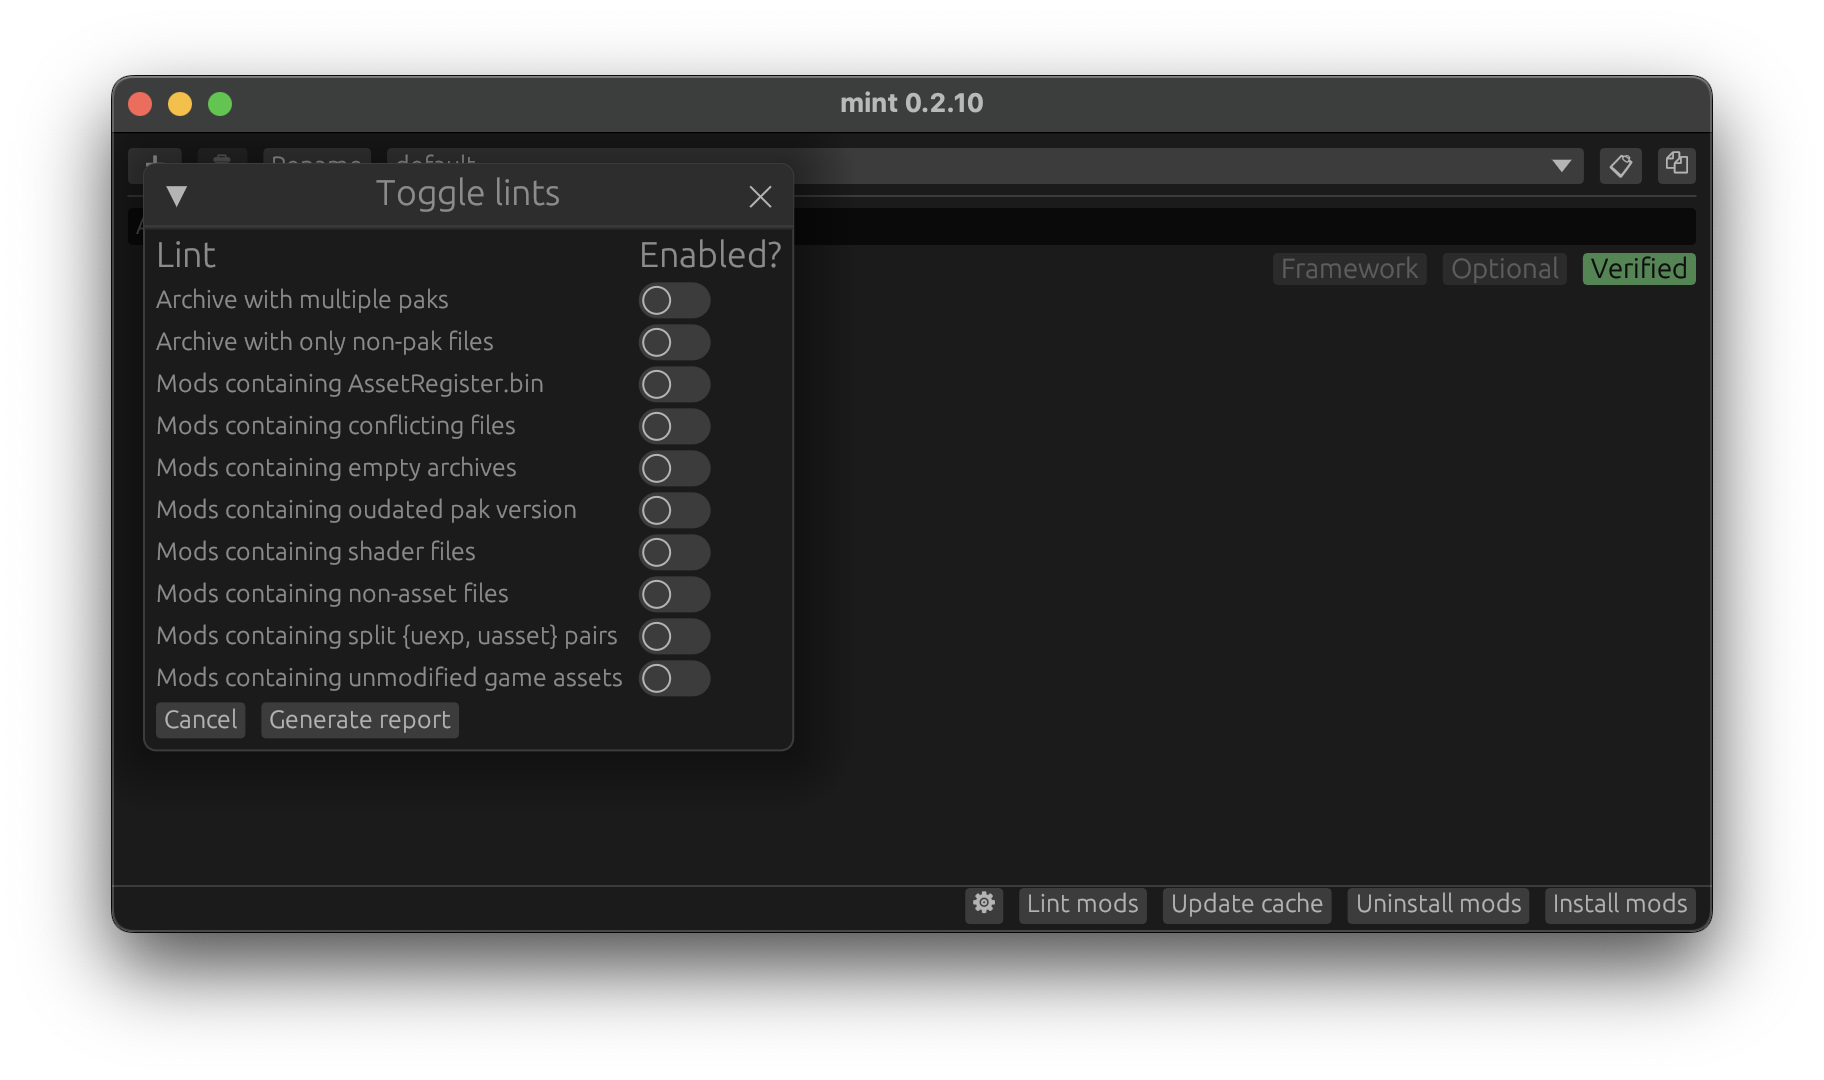 mint 0.2.10
Rename default
Toggle lints
Lint Enabled?
Framework Optional Verified
Archive with multiple paks
Archive with only non-pak files
Mods containing AssetRegister.bin
Mods containing conflicting files
Mods containing empty archives
Mods containing oudated pak version
Mods containing shader files
Mods containing non-asset files
Mods containing split {uexp, uasset} pairs
Mods containing unmodified game assets
Cancel Generate report
Lint mods Update cache Uninstall mods Install mods